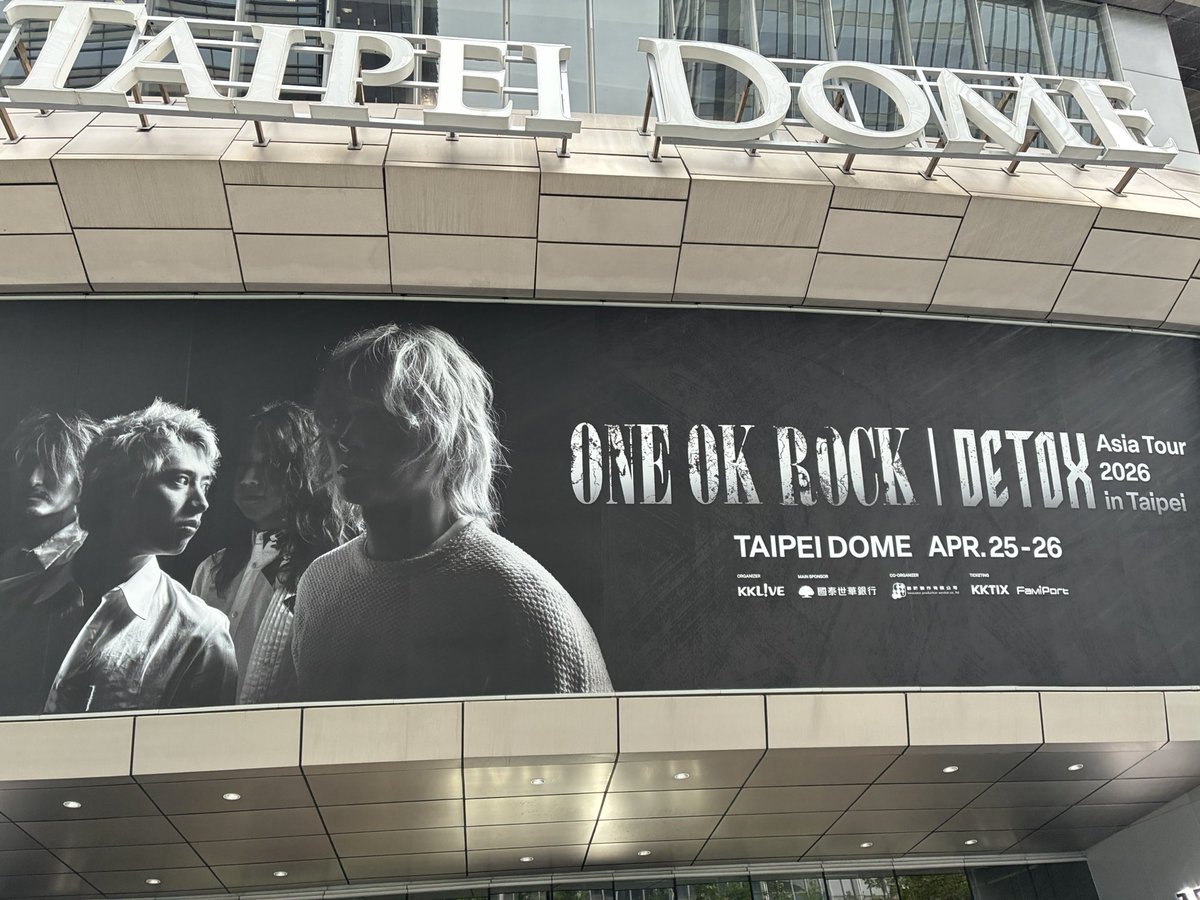 TAIPEI DOME
ONE OK ROCK | DETOX Asia Tour
2026
in Taipei
TAIPEI DOME APR. 25-26
ORGANIZER MAIN SPONSOR CO-ORGANIZER TICKETING
KKLIVE 國泰世華銀行 KKTIX FamiPort